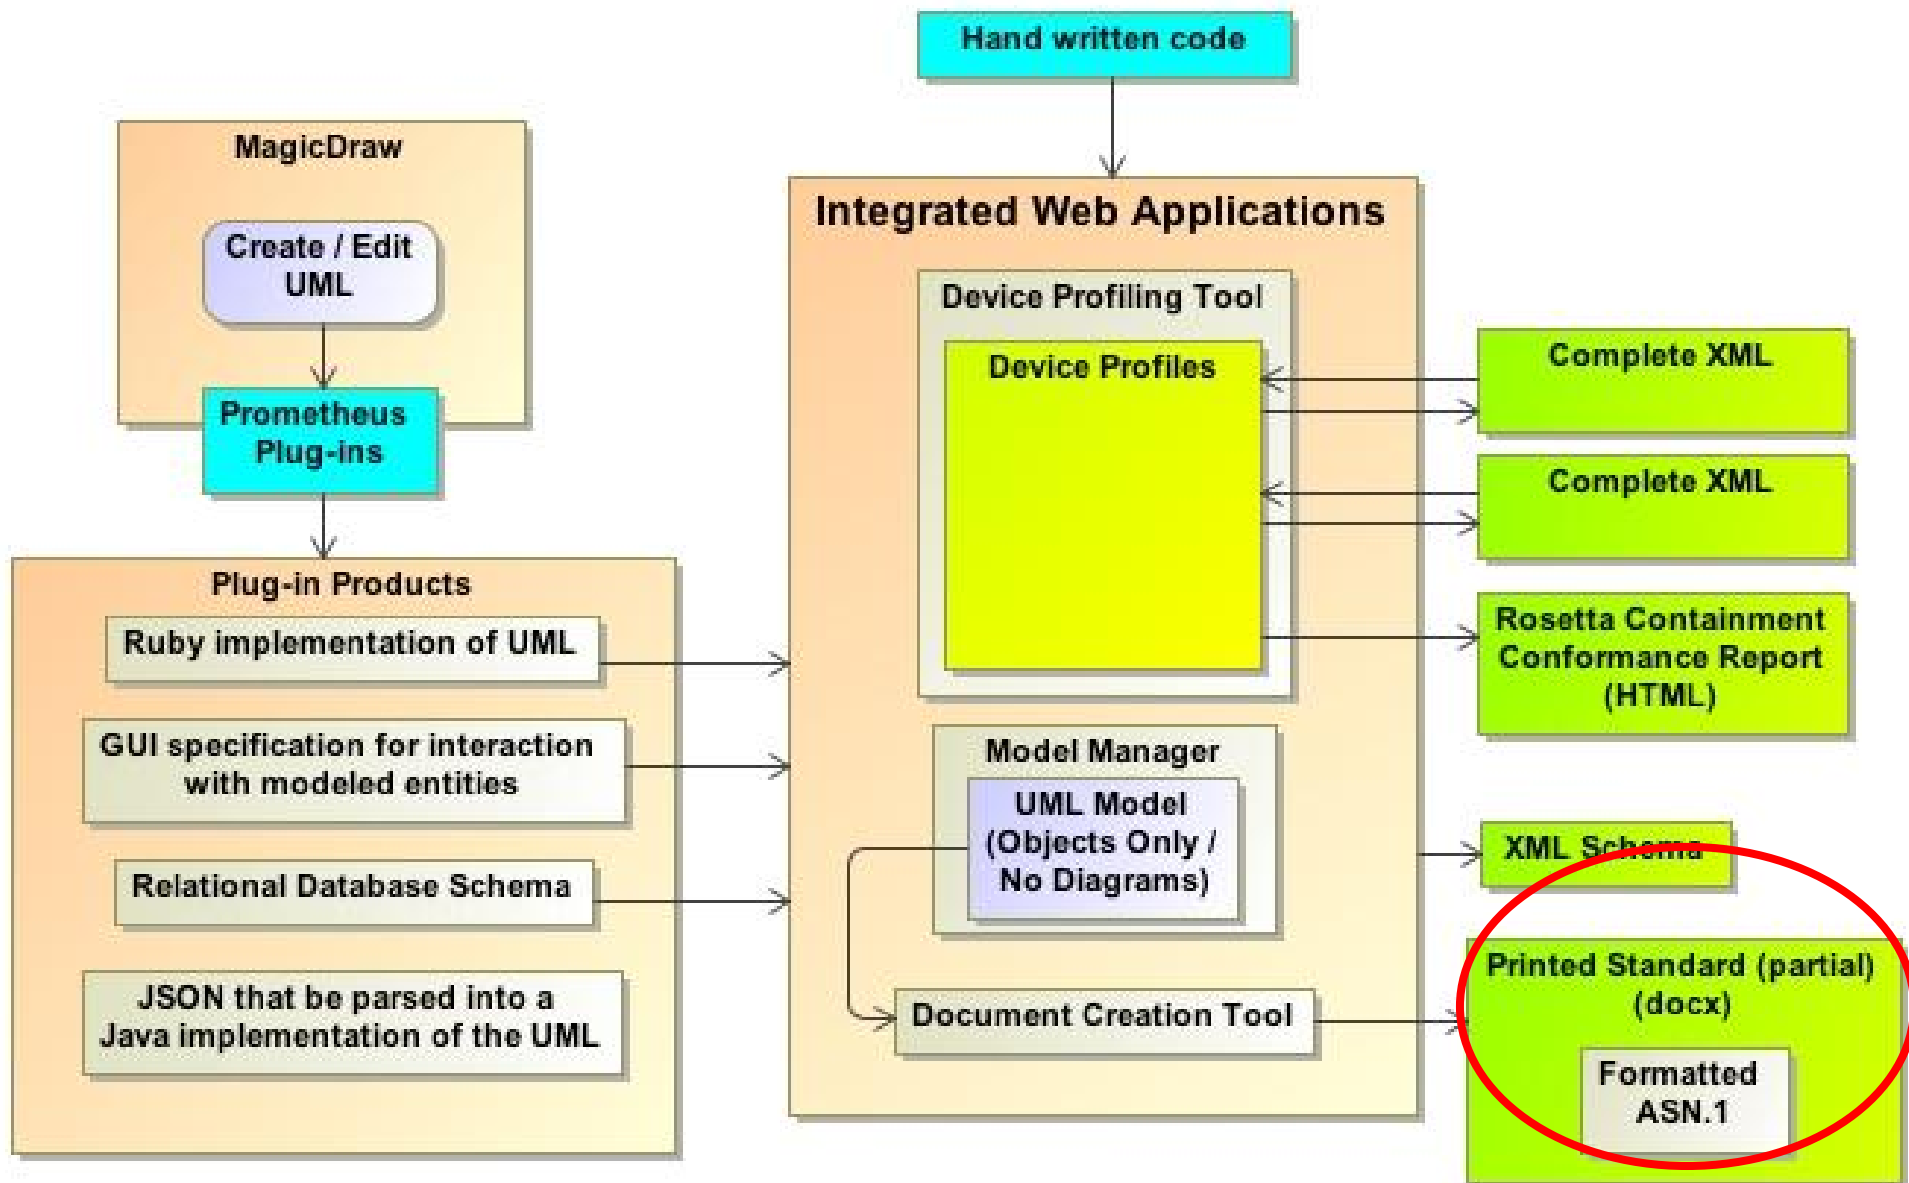 Hand written code
MagicDraw
Create / Edit
UML
Prometheus
Plug-ins
Plug-in Products
Ruby implementation of UML
GUI specification for interaction
with modeled entities
Relational Database Schema
JSON that be parsed into a
Java implementation of the UML
Integrated Web Applications
Device Profiling Tool
Device Profiles
Model Manager
UML Model
(Objects Only /
No Diagrams)
Document Creation Tool
Complete XML
Complete XML
Rosetta Containment
Conformance Report
(HTML)
XML Schema
Printed Standard (partial)
(docx)
Formatted
ASN.1